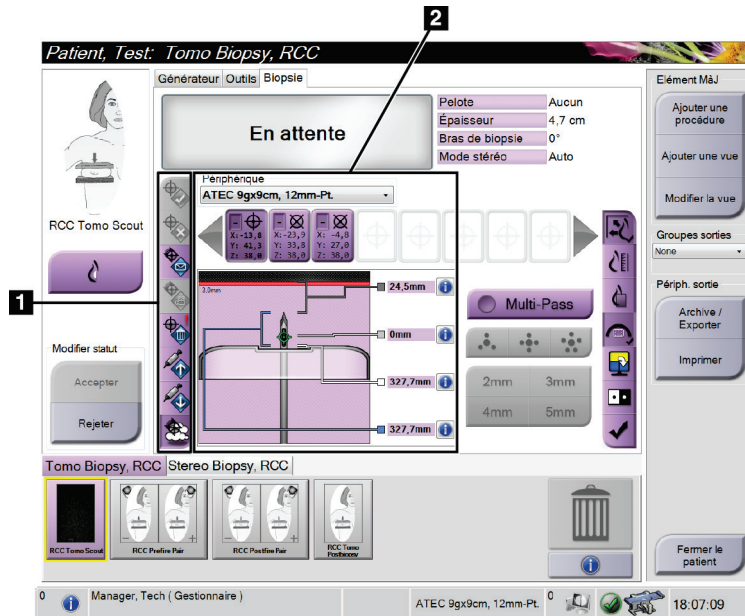 2
Patient, Test: Tomo Biopsy, RCC
Générateur Outils Biopsie
Elément MàJ
En attente
Pelote Aucun
Épaisseur 4,7 cm
Bras de biopsie 0°
Mode stéréo Auto
Ajouter une
procédure
Ajouter une vue
Modifier la vue
Périphérique
ATEC 9gx9cm, 12mm-Pt.
RCC Tomo Scout
X:-13,8
Y: 41,3
Z: 38,0
X:-23,9
Y: 33,8
Z: 38,0
X: -4,8
Y: 27,0
Z: 38,0
Groupes sorties
None
1
2,0mm
24,5mm
0mm
327,7mm
327,7mm
Multi-Pass
2mm 3mm
4mm 5mm
Périph. sortie
Archive /
Exporter
Imprimer
Modifier statut
Accepter
Rejeter
Tomo Biopsy, RCC Stereo Biopsy, RCC
RCC Tomo Scout
RCC Prefire Pair
RCC Postfire Pair
RCC Tomo
Postbiopsy
Fermer le
patient
0 Manager, Tech ( Gestionnaire ) ATEC 9gx9cm, 12mm-Pt. 0 18:07:09